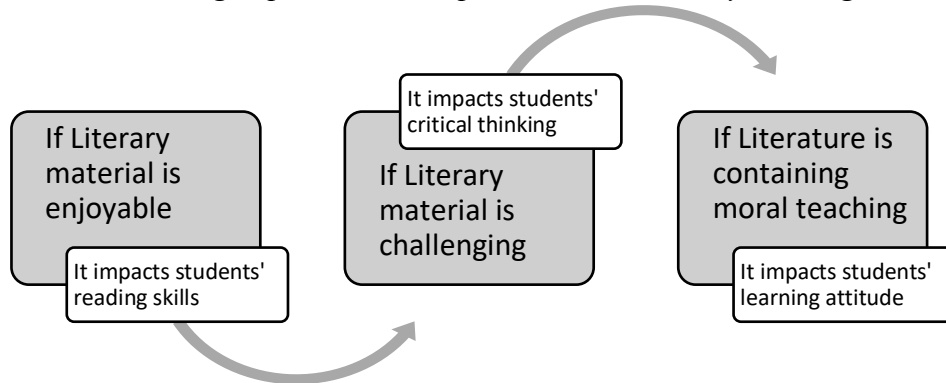 If Literary
material is
enjoyable
It impacts students'
reading skills
It impacts students'
critical thinking
If Literary
material is
challenging
If Literature is
containing
moral teaching
It impacts students'
learning attitude